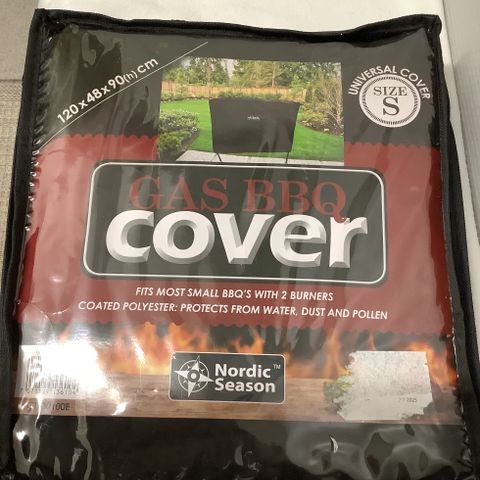 120x48x90(h) cm
UNIVERSAL COVER
SIZE
S
GAS BBQ
cover
FITS MOST SMALL BBQ'S WITH 2 BURNERS
COATED POLYESTER: PROTECTS FROM WATER, DUST AND POLLEN
Nordic™
Season